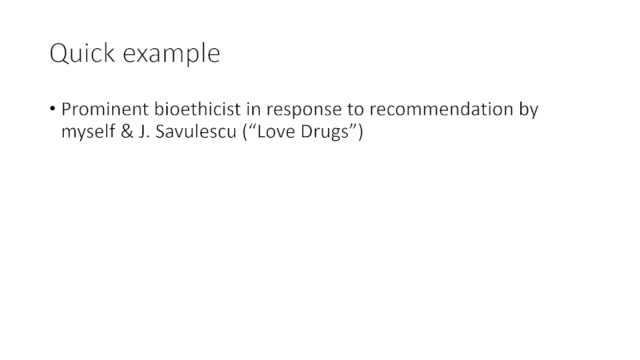 Quick example
• Prominent bioethicist in response to recommendation by
myself & J. Savulescu (“Love Drugs”)